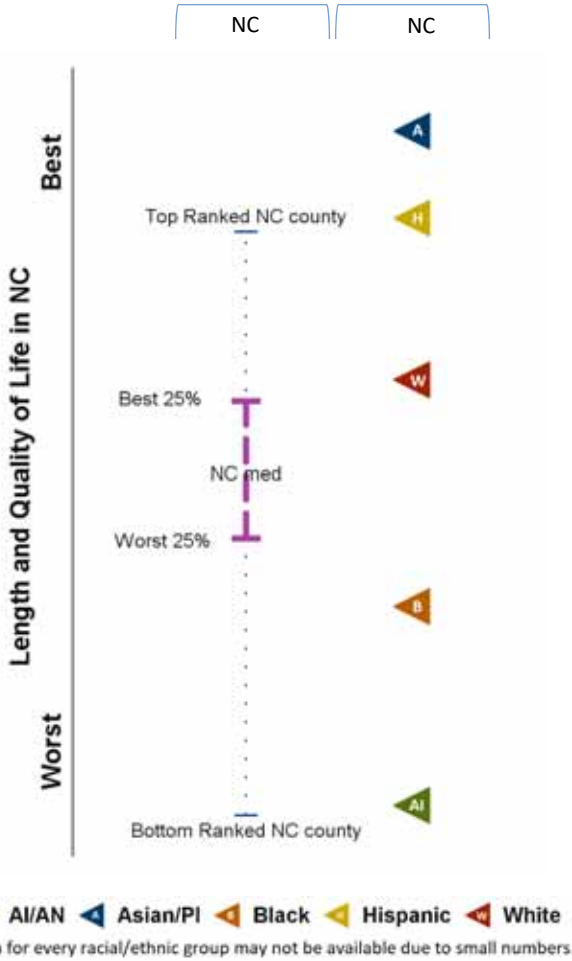 NC NC
Best
A
Top Ranked NC county
H
Length and Quality of Life in NC
W
Best 25%
NC med
Worst 25%
B
Worst
AI
Bottom Ranked NC county
AI/AN A Asian/PI B Black H Hispanic W White
for every racial/ethnic group may not be available due to small numbers